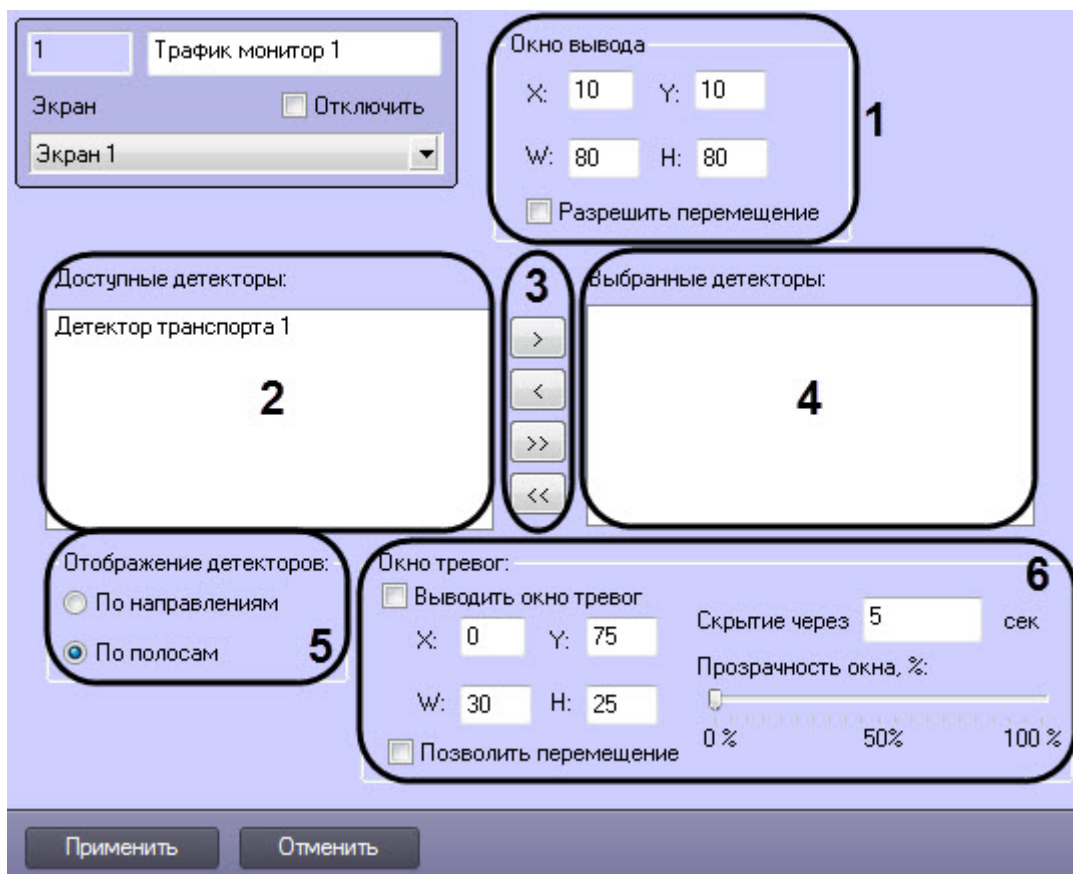 1
Трафик монитор 1
Экран
Отключить
Экран 1
Окно вывода
X: 10 Y: 10
W: 80 H: 80
Разрешить перемещение
1
Доступные детекторы:
Детектор транспорта 1
2
3
>
<
>>
<<
Выбранные детекторы:
4
Отображение детекторов:
По направлениям
По полосам
5
Окно тревог:
Выводить окно тревог
X: 0 Y: 75
W: 30 H: 25
Позволить перемещение
Скрытие через 5 сек
Прозрачность окна, %:
0 % 50% 100 %
6
Применить
Отменить